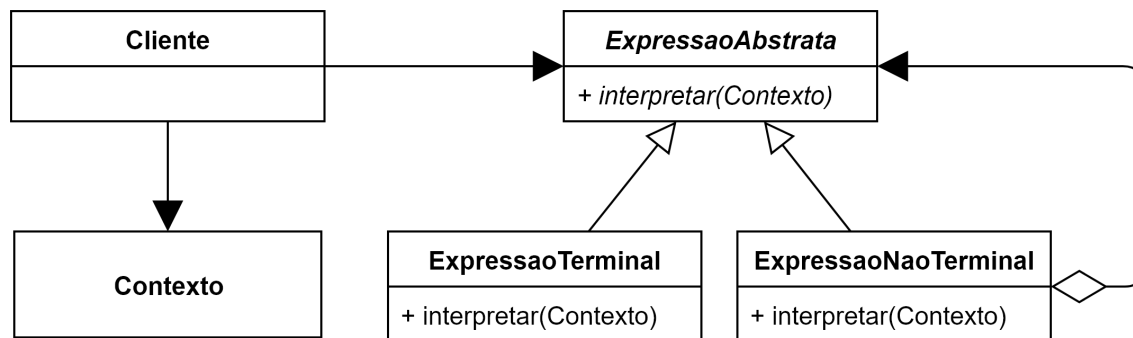 Cliente
ExpressaoAbstrata
+ interpretar(Contexto)
Contexto
ExpressaoTerminal
+ interpretar(Contexto)
ExpressaoNaoTerminal
+ interpretar(Contexto)